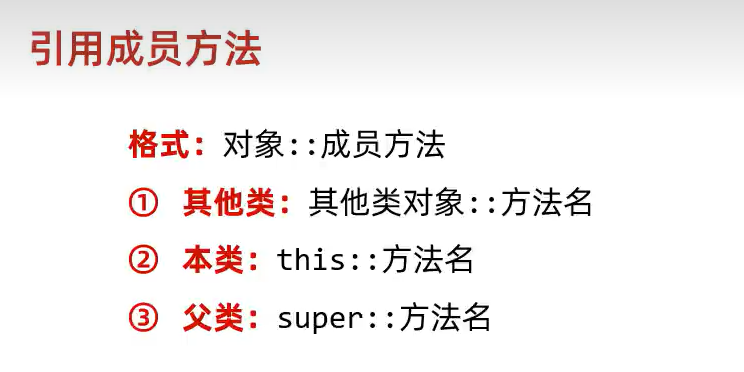 引用成员方法
格式：对象::成员方法
① 其他类：其他类对象::方法名
② 本类：this::方法名
③ 父类：super::方法名